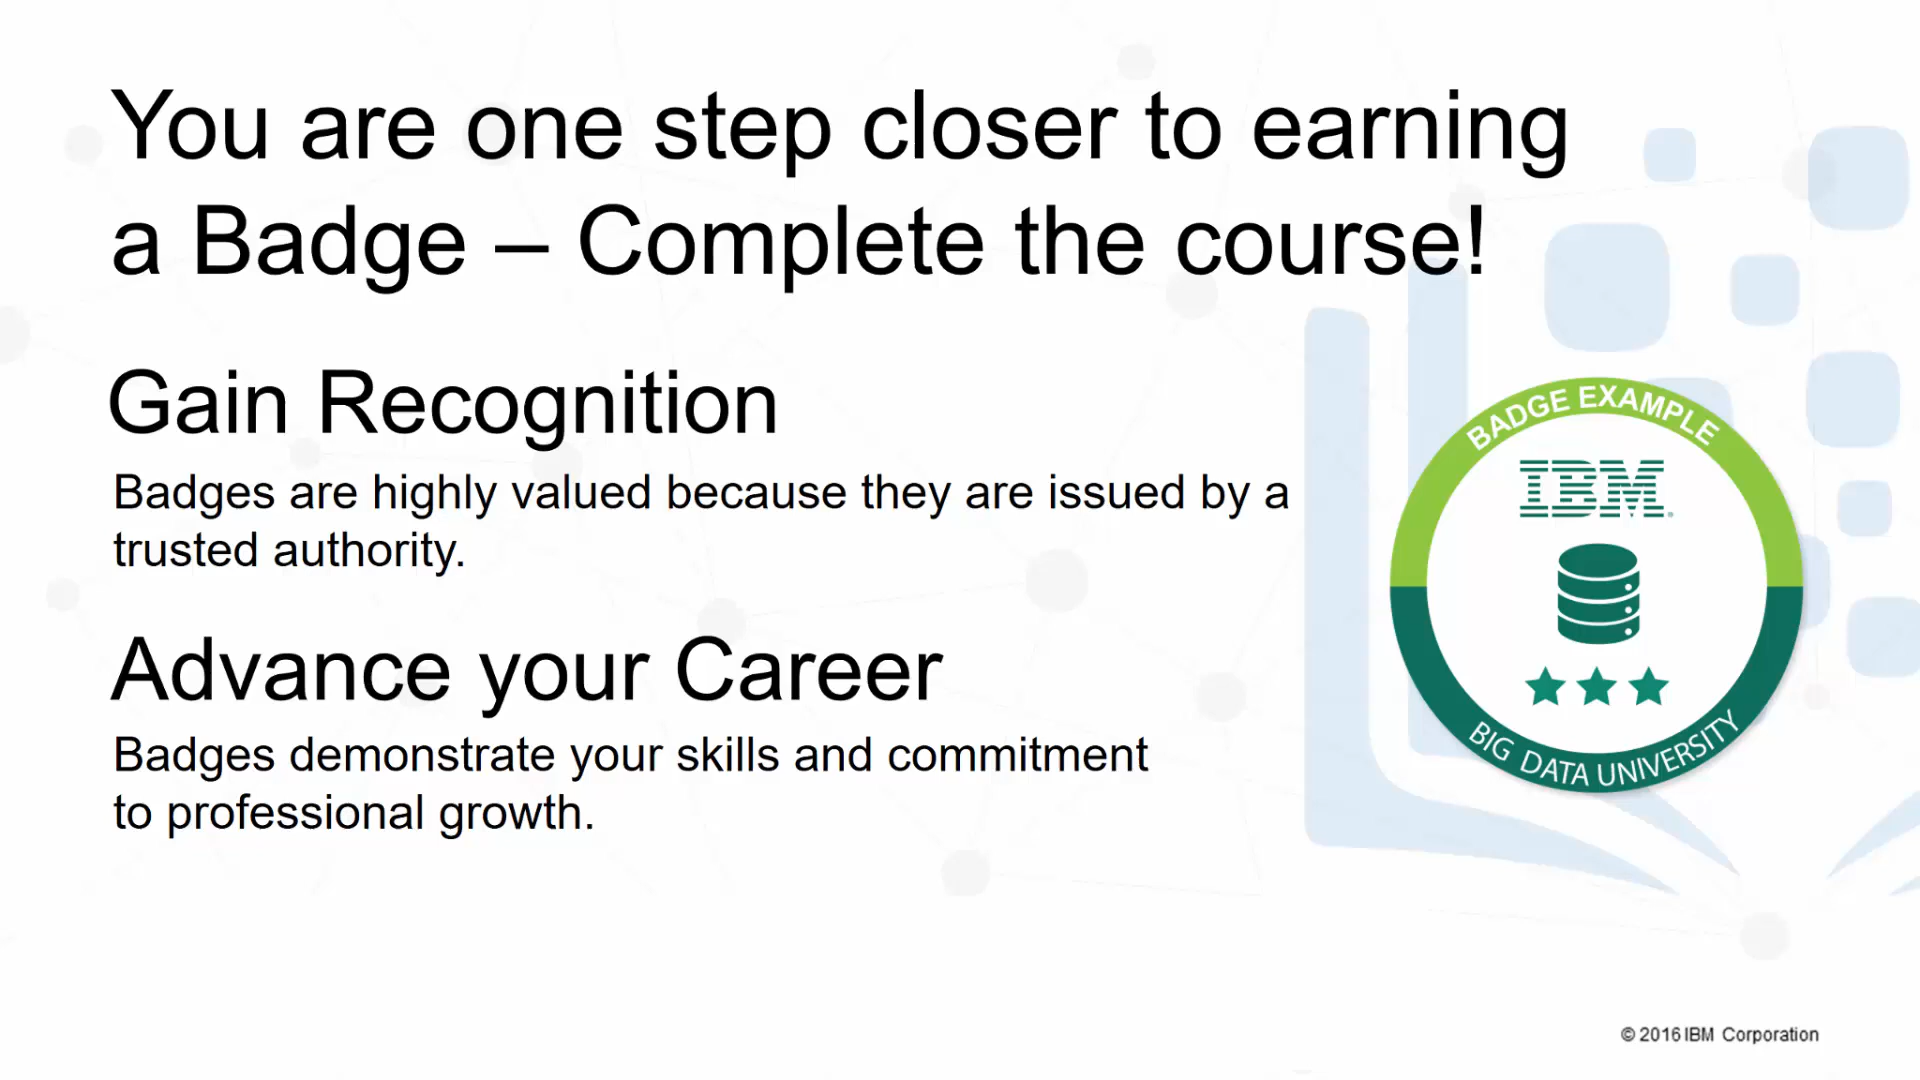 You are one step closer to earning
a Badge – Complete the course!
Gain Recognition
Badges are highly valued because they are issued by a
trusted authority.
Advance your Career
Badges demonstrate your skills and commitment
to professional growth.
BADGE EXAMPLE
IBM®
BIG DATA UNIVERSITY
© 2016 IBM Corporation